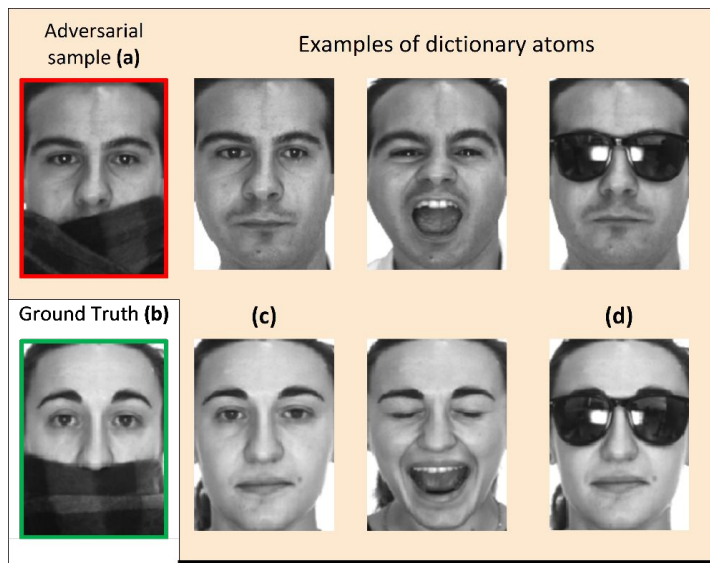 Adversarial
sample (a)
Examples of dictionary atoms
Ground Truth (b)
(c)
(d)